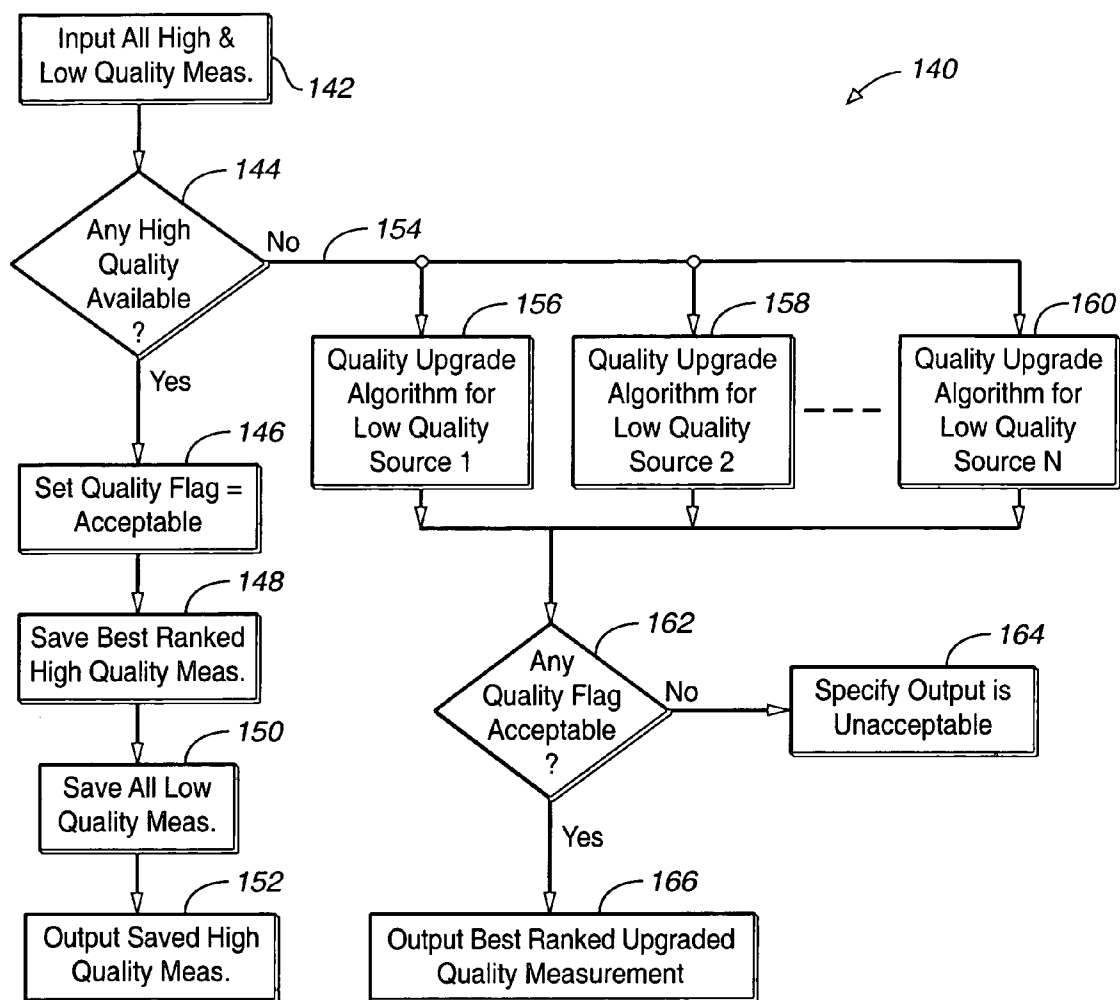 Input All High &
Low Quality Meas.
142
140
144
Any High
Quality
Available
?
No
154
Yes
156
Quality Upgrade
Algorithm for
Low Quality
Source 1
158
Quality Upgrade
Algorithm for
Low Quality
Source 2
160
Quality Upgrade
Algorithm for
Low Quality
Source N
146
Set Quality Flag =
Acceptable
148
Save Best Ranked
High Quality Meas.
150
Save All Low
Quality Meas.
152
Output Saved High
Quality Meas.
162
Any
Quality Flag
Acceptable
?
No
164
Specify Output is
Unacceptable
Yes
166
Output Best Ranked Upgraded
Quality Measurement